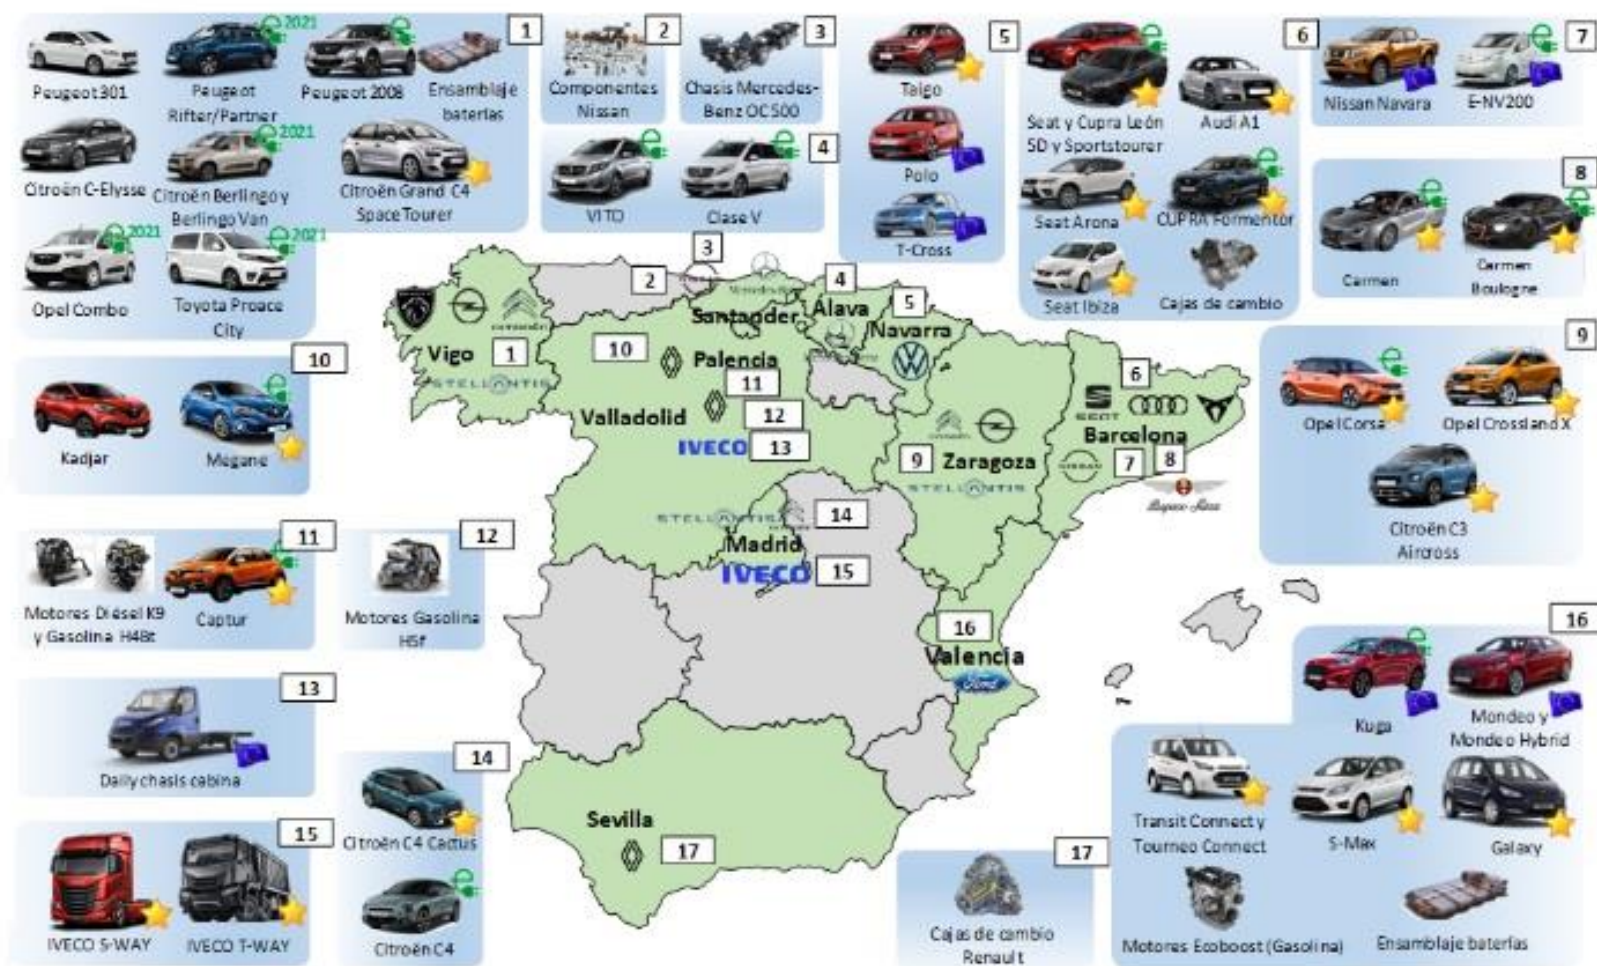 1
2021
Peugeot 301
Peugeot
Rifter/Partner
Peugeot 2008
Ensamblaje
baterías
Citroën C-Elysse
2021
Citroën Berlingo y
Berlingo Van
Citroën Grand C4
SpaceTourer
2021
Opel Combo
2021
Toyota Proace
City
2
Componentes
Nissan
3
Chasis Mercedes-
Benz OC500
4
VITO
Clase V
5
Taigo
Polo
T-Cross
6
Seat y Cupra León
5D y Sportstourer
Audi A1
Seat Arona
CUPRA Formentor
Seat Ibiza
Cajas de cambio
7
Nissan Navara
E-NV200
8
Carmen
Carmen
Boulogne
9
Opel Corsa
Opel Crossland X
Citroën C3
Aircross
10
Kadjar
Megane
11
Motores Diésel K9
y Gasolina H4Bt
Captur
12
Motores Gasolina
H5f
13
Daily chasis cabina
14
Citroën C4 Cactus
Citroën C4
15
IVECO S-WAY
IVECO T-WAY
16
Kuga
Mondeo y
Mondeo Hybrid
Transit Connect y
Tourneo Connect
S-Max
Galaxy
Motores Ecoboost (Gasolina)
Ensamblaje baterías
17
Cajas de cambio
Renault
3
2
Santander
4
Álava
5
Navarra
Vigo
1
STELLANTIS
10
Palencia
11
Valladolid
12
IVECO
13
6
SEAT
Barcelona
NISSAN
7
8
9
Zaragoza
STELLANTIS
STELLANTIS
14
Madrid
IVECO
15
16
Valencia
Ford
Sevilla
17